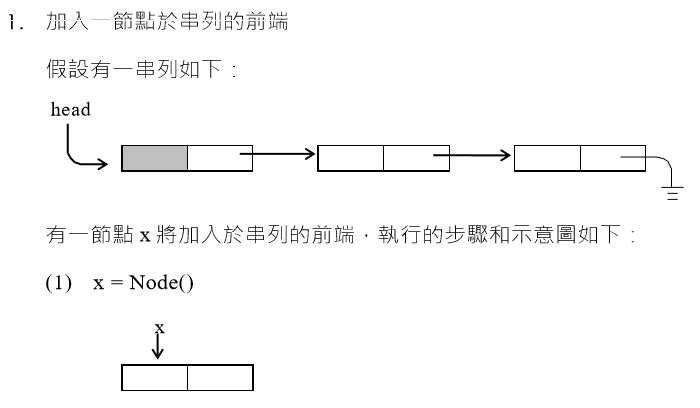 1. 加入一節點於串列的前端
假設有一串列如下：
head
有一節點 x 將加入於串列的前端，執行的步驟和示意圖如下：
(1) x = Node()
x